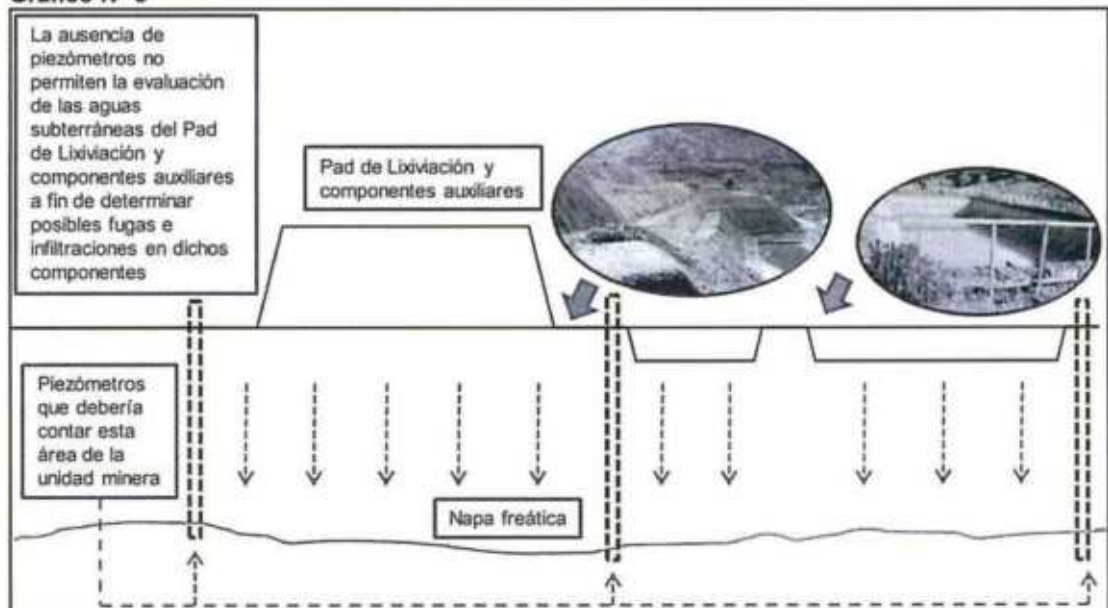 La ausencia de
piezómetros no
permiten la evaluación
de las aguas
subterráneas del Pad
de Lixiviación y
componentes auxiliares
a fin de determinar
posibles fugas e
infiltraciones en dichos
componentes
Pad de Lixiviación y
componentes auxiliares
Piezómetros
que debería
contar esta
área de la
unidad minera
Napa freática